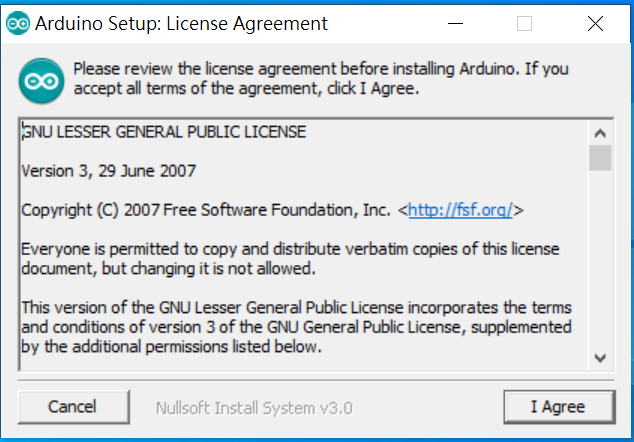 Arduino Setup: License Agreement
Please review the license agreement before installing Arduino. If you
accept all terms of the agreement, click I Agree.
GNU LESSER GENERAL PUBLIC LICENSE
Version 3, 29 June 2007
Copyright (C) 2007 Free Software Foundation, Inc. <http://fsf.org/>
Everyone is permitted to copy and distribute verbatim copies of this license
document, but changing it is not allowed.
This version of the GNU Lesser General Public License incorporates the terms
and conditions of version 3 of the GNU General Public License, supplemented
by the additional permissions listed below.
Cancel
Nullsoft Install System v3.0
I Agree